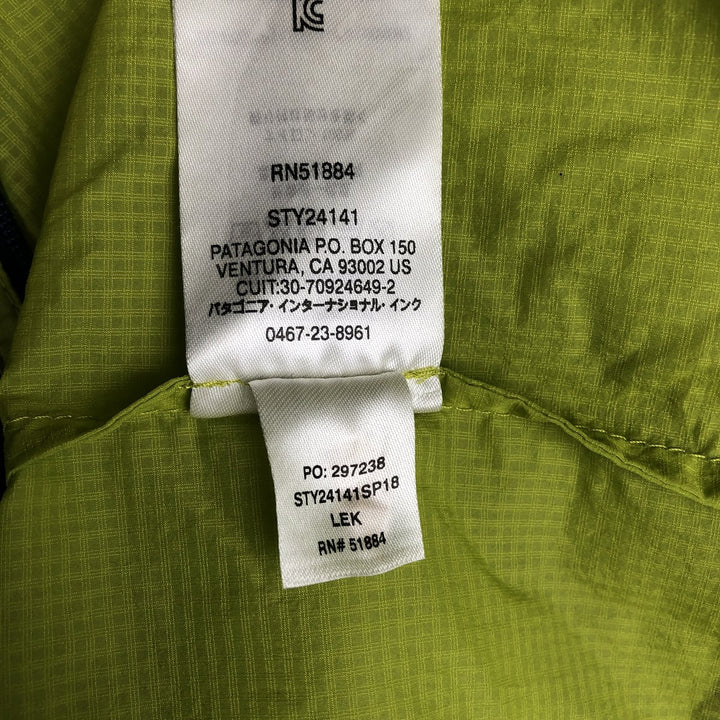 RN51884
STY24141
PATAGONIA P.O. BOX 150
VENTURA, CA 93002 US
CUIT:30-70924649-2
パタゴニア・インターナショナル・インク
0467-23-8961
PO: 297238
STY24141SP18
LEK
RN# 51884